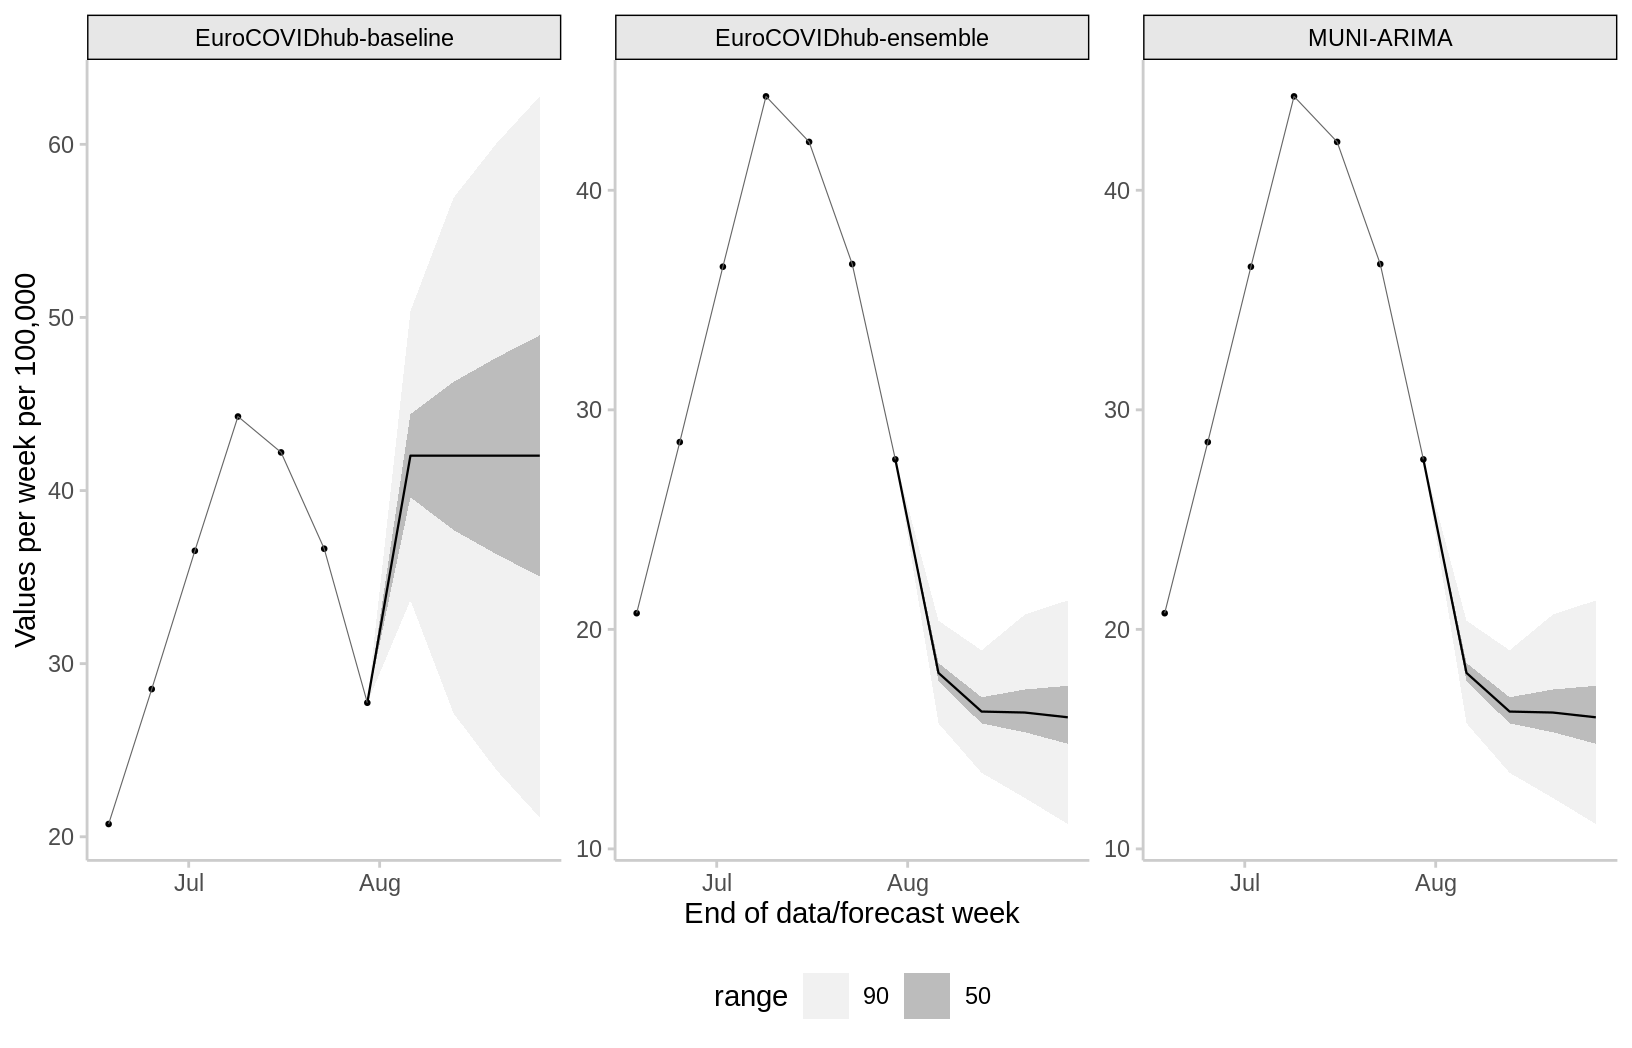 EuroCOVIDhub-baseline
EuroCOVIDhub-ensemble
MUNI-ARIMA
Values per week per 100,000
60
50
40
30
20
40
30
20
10
40
30
20
10
Jul
Aug
Jul
Aug
Jul
Aug
End of data/forecast week
range 90 50